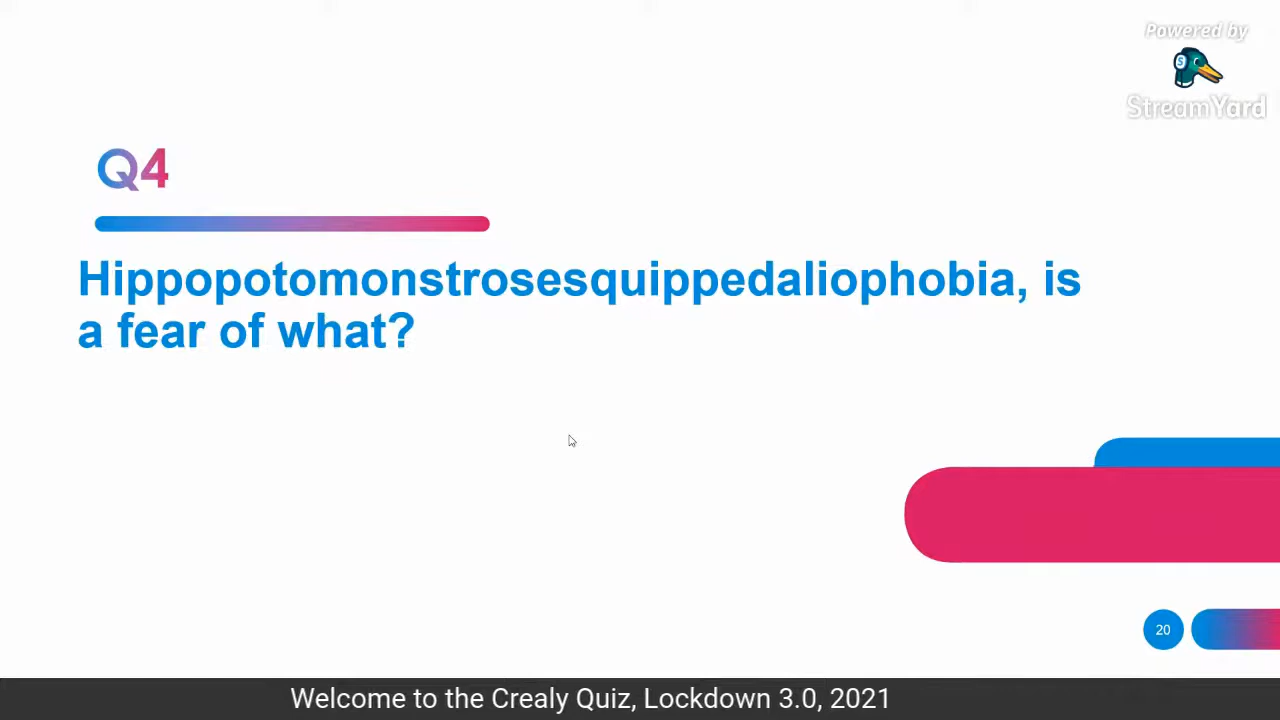 Powered by
S
StreamYard
Q4
Hippopotomonstrosesquippedaliophobia, is
a fear of what?
20
Welcome to the Crealy Quiz, Lockdown 3.0, 2021